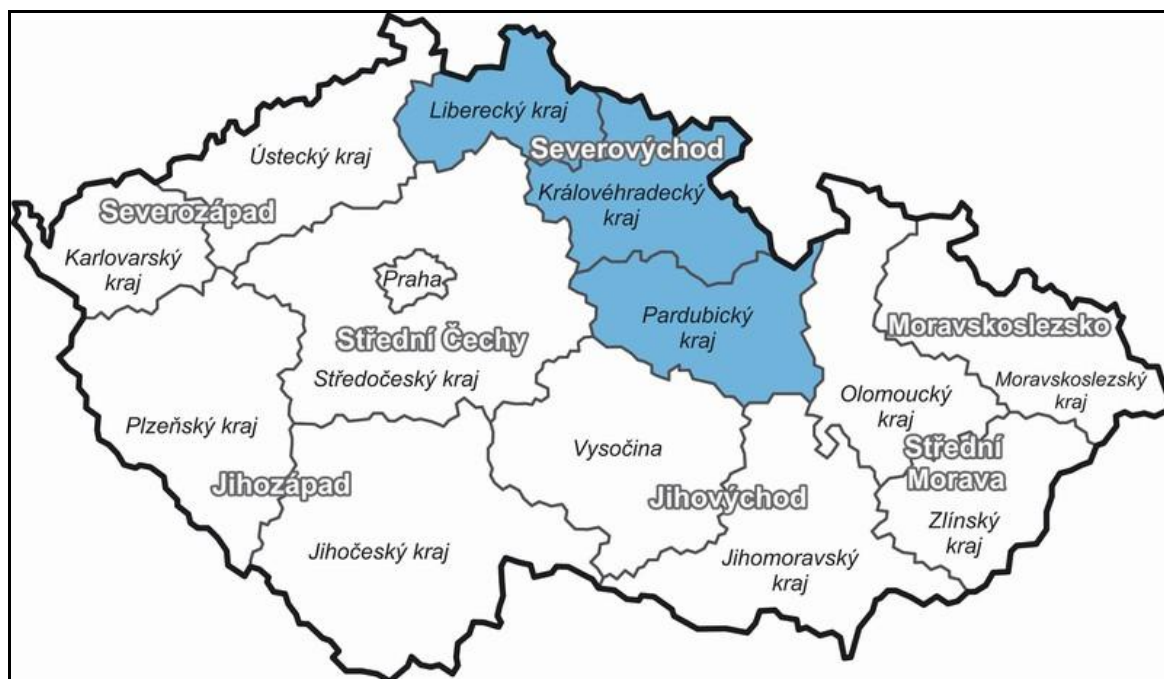 Liberecký kraj
Severovýchod
Ústecký kraj
Královéhradecký
kraj
Severozápad
Karlovarský
kraj
Praha
Pardubický
kraj
Moravskoslezsko
Střední Čechy
Středočeský kraj
Moravskoslezský
kraj
Olomoucký
kraj
Plzeňský kraj
Vysočina
Střední
Morava
Jihozápad
Jihovýchod
Zlínský
kraj
Jihočeský kraj
Jihomoravský
kraj